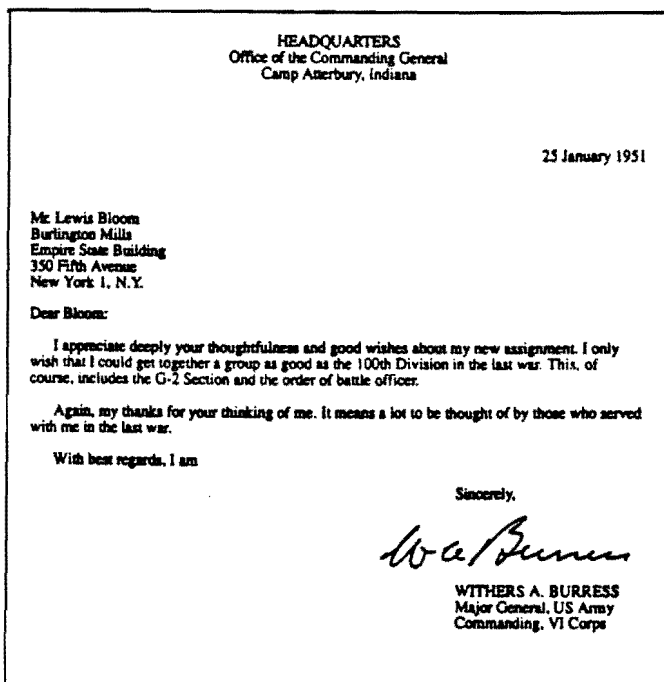 HEADQUARTERS
Office of the Commanding General
Camp Atterbury, Indiana
25 January 1951
Mr. Lewis Bloom
Burlington Mills
Empire State Building
350 Fifth Avenue
New York 1, N.Y.
Dear Bloom:
I appreciate deeply your thoughtfulness and good wishes about my new assignment. I only
wish that I could get together a group as good as the 100th Division in the last war. This, of
course, includes the G-2 Section and the order of battle officer.
Again, my thanks for your thinking of me. It means a lot to be thought of by those who served
with me in the last war.
With best regards, I am
Sincerely,
W A Burress
WITHERS A. BURRESS
Major General, US Army
Commanding, VI Corps